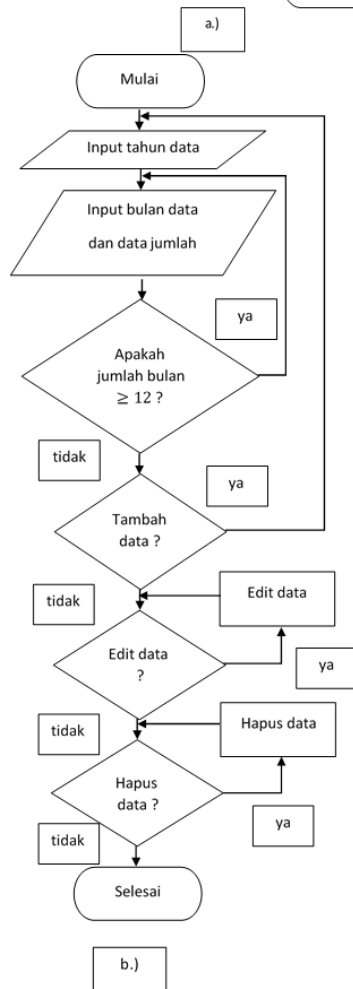 a.)
Mulai
Input tahun data
Input bulan data
dan data jumlah
ya
Apakah
jumlah bulan
≥ 12 ?
tidak
ya
Tambah
data ?
Edit data
tidak
Edit data
?
ya
Hapus data
tidak
Hapus
data ?
ya
tidak
Selesai
b.)